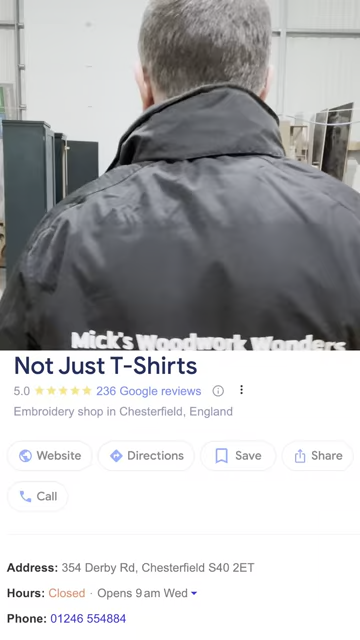 Mick's Woodwork Wonders
Not Just T-Shirts
5.0 236 Google reviews
Embroidery shop in Chesterfield, England
Website Directions Save Share
Call
Address: 354 Derby Rd, Chesterfield S40 2ET
Hours: Closed · Opens 9 am Wed
Phone: 01246 554884